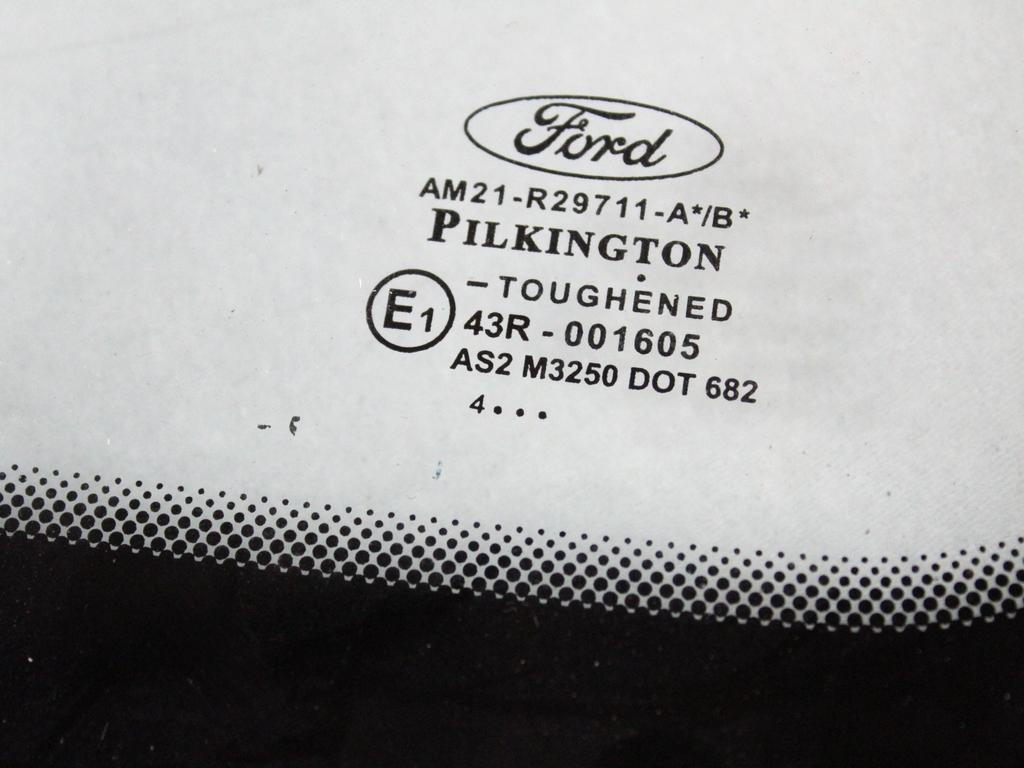 Ford
AM21-R29711-A*/B*
PILKINGTON
- TOUGHENED
E1
43R - 001605
AS2 M3250 DOT 682
4...